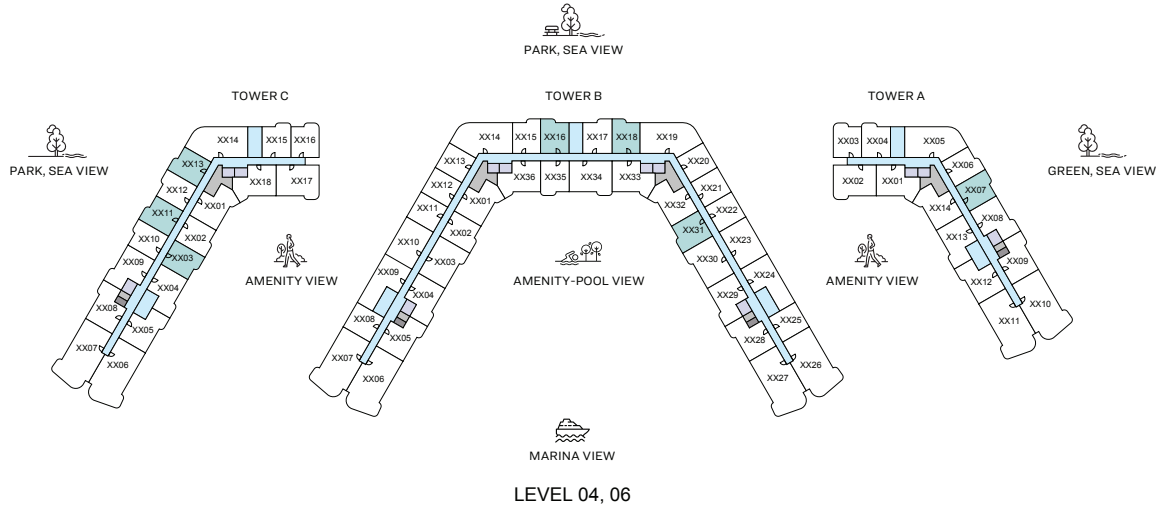 PARK, SEA VIEW
TOWER C
TOWER B
TOWER A
PARK, SEA VIEW
GREEN, SEA VIEW
XX14
XX15
XX16
XX13
XX12
XX11
XX10
XX09
XX08
XX07
XX06
XX05
XX04
XX03
XX02
XX01
XX18
XX17
XX14
XX15
XX16
XX17
XX18
XX19
XX13
XX12
XX11
XX10
XX09
XX08
XX07
XX06
XX05
XX04
XX03
XX02
XX01
XX36
XX35
XX34
XX33
XX32
XX31
XX30
XX29
XX28
XX27
XX26
XX25
XX24
XX23
XX22
XX21
XX20
XX03
XX04
XX05
XX06
XX07
XX08
XX09
XX10
XX11
XX12
XX13
XX14
XX01
XX02
AMENITY VIEW
AMENITY-POOL VIEW
AMENITY VIEW
MARINA VIEW
LEVEL 04, 06